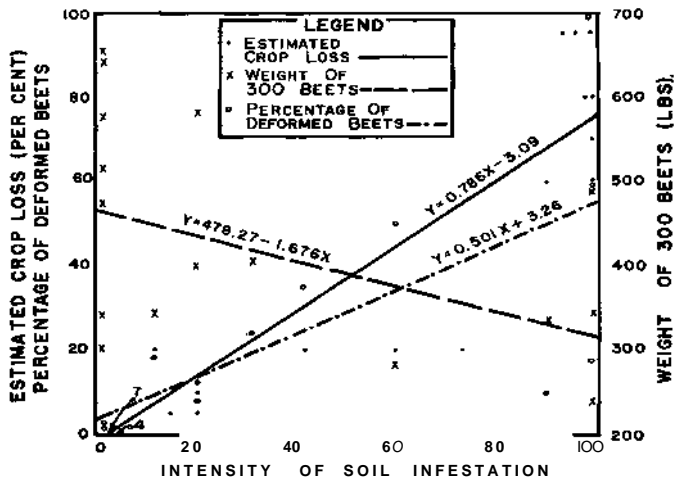 LEGEND
ESTIMATED
CROP LOSS
WEIGHT OF
300 BEETS
PERCENTAGE OF
DEFORMED BEETS
ESTIMATED CROP LOSS (PER CENT)
PERCENTAGE OF DEFORMED BEETS
100
80
60
40
20
0
Y=478.27-1.676X
Y=0.786X-3.09
Y=0.501X+3.26
7
4
700
600
500
400
300
200
WEIGHT OF 300 BEETS (LBS).
0
20
40
60
80
100
INTENSITY OF SOIL INFESTATION